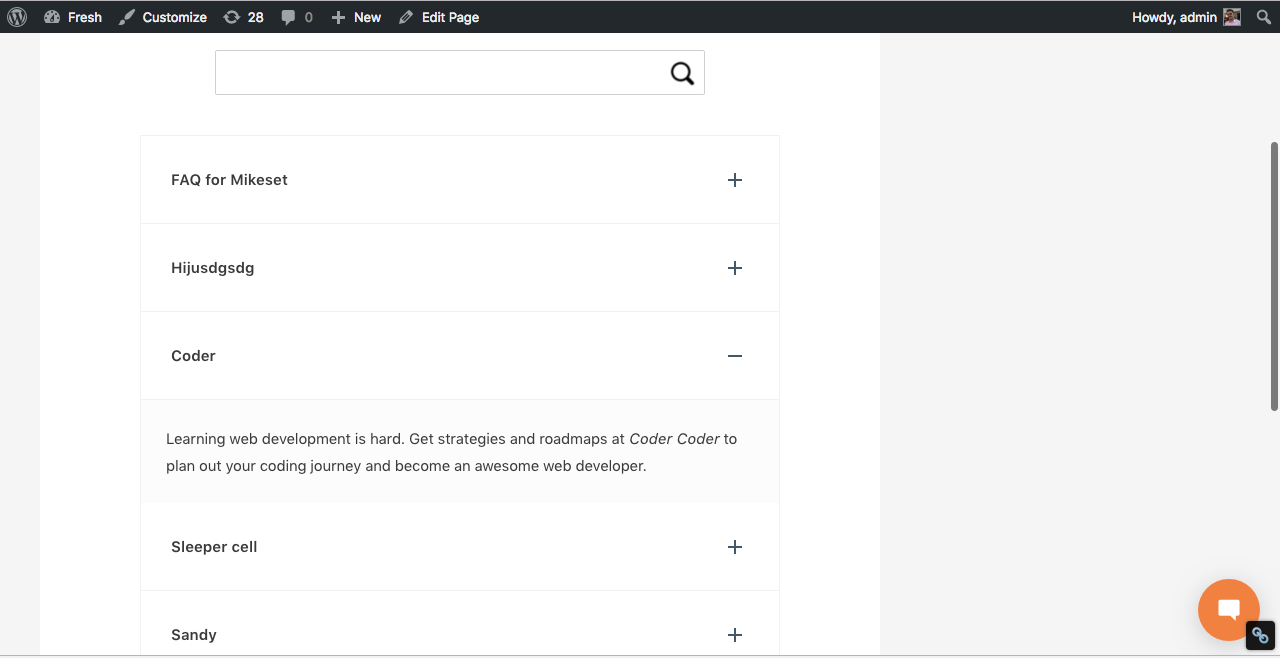 Fresh Customize 28 0 New Edit Page Howdy, admin
FAQ for Mikeset
Hijusdgsdg
Coder
Learning web development is hard. Get strategies and roadmaps at Coder Coder to
plan out your coding journey and become an awesome web developer.
Sleeper cell
Sandy